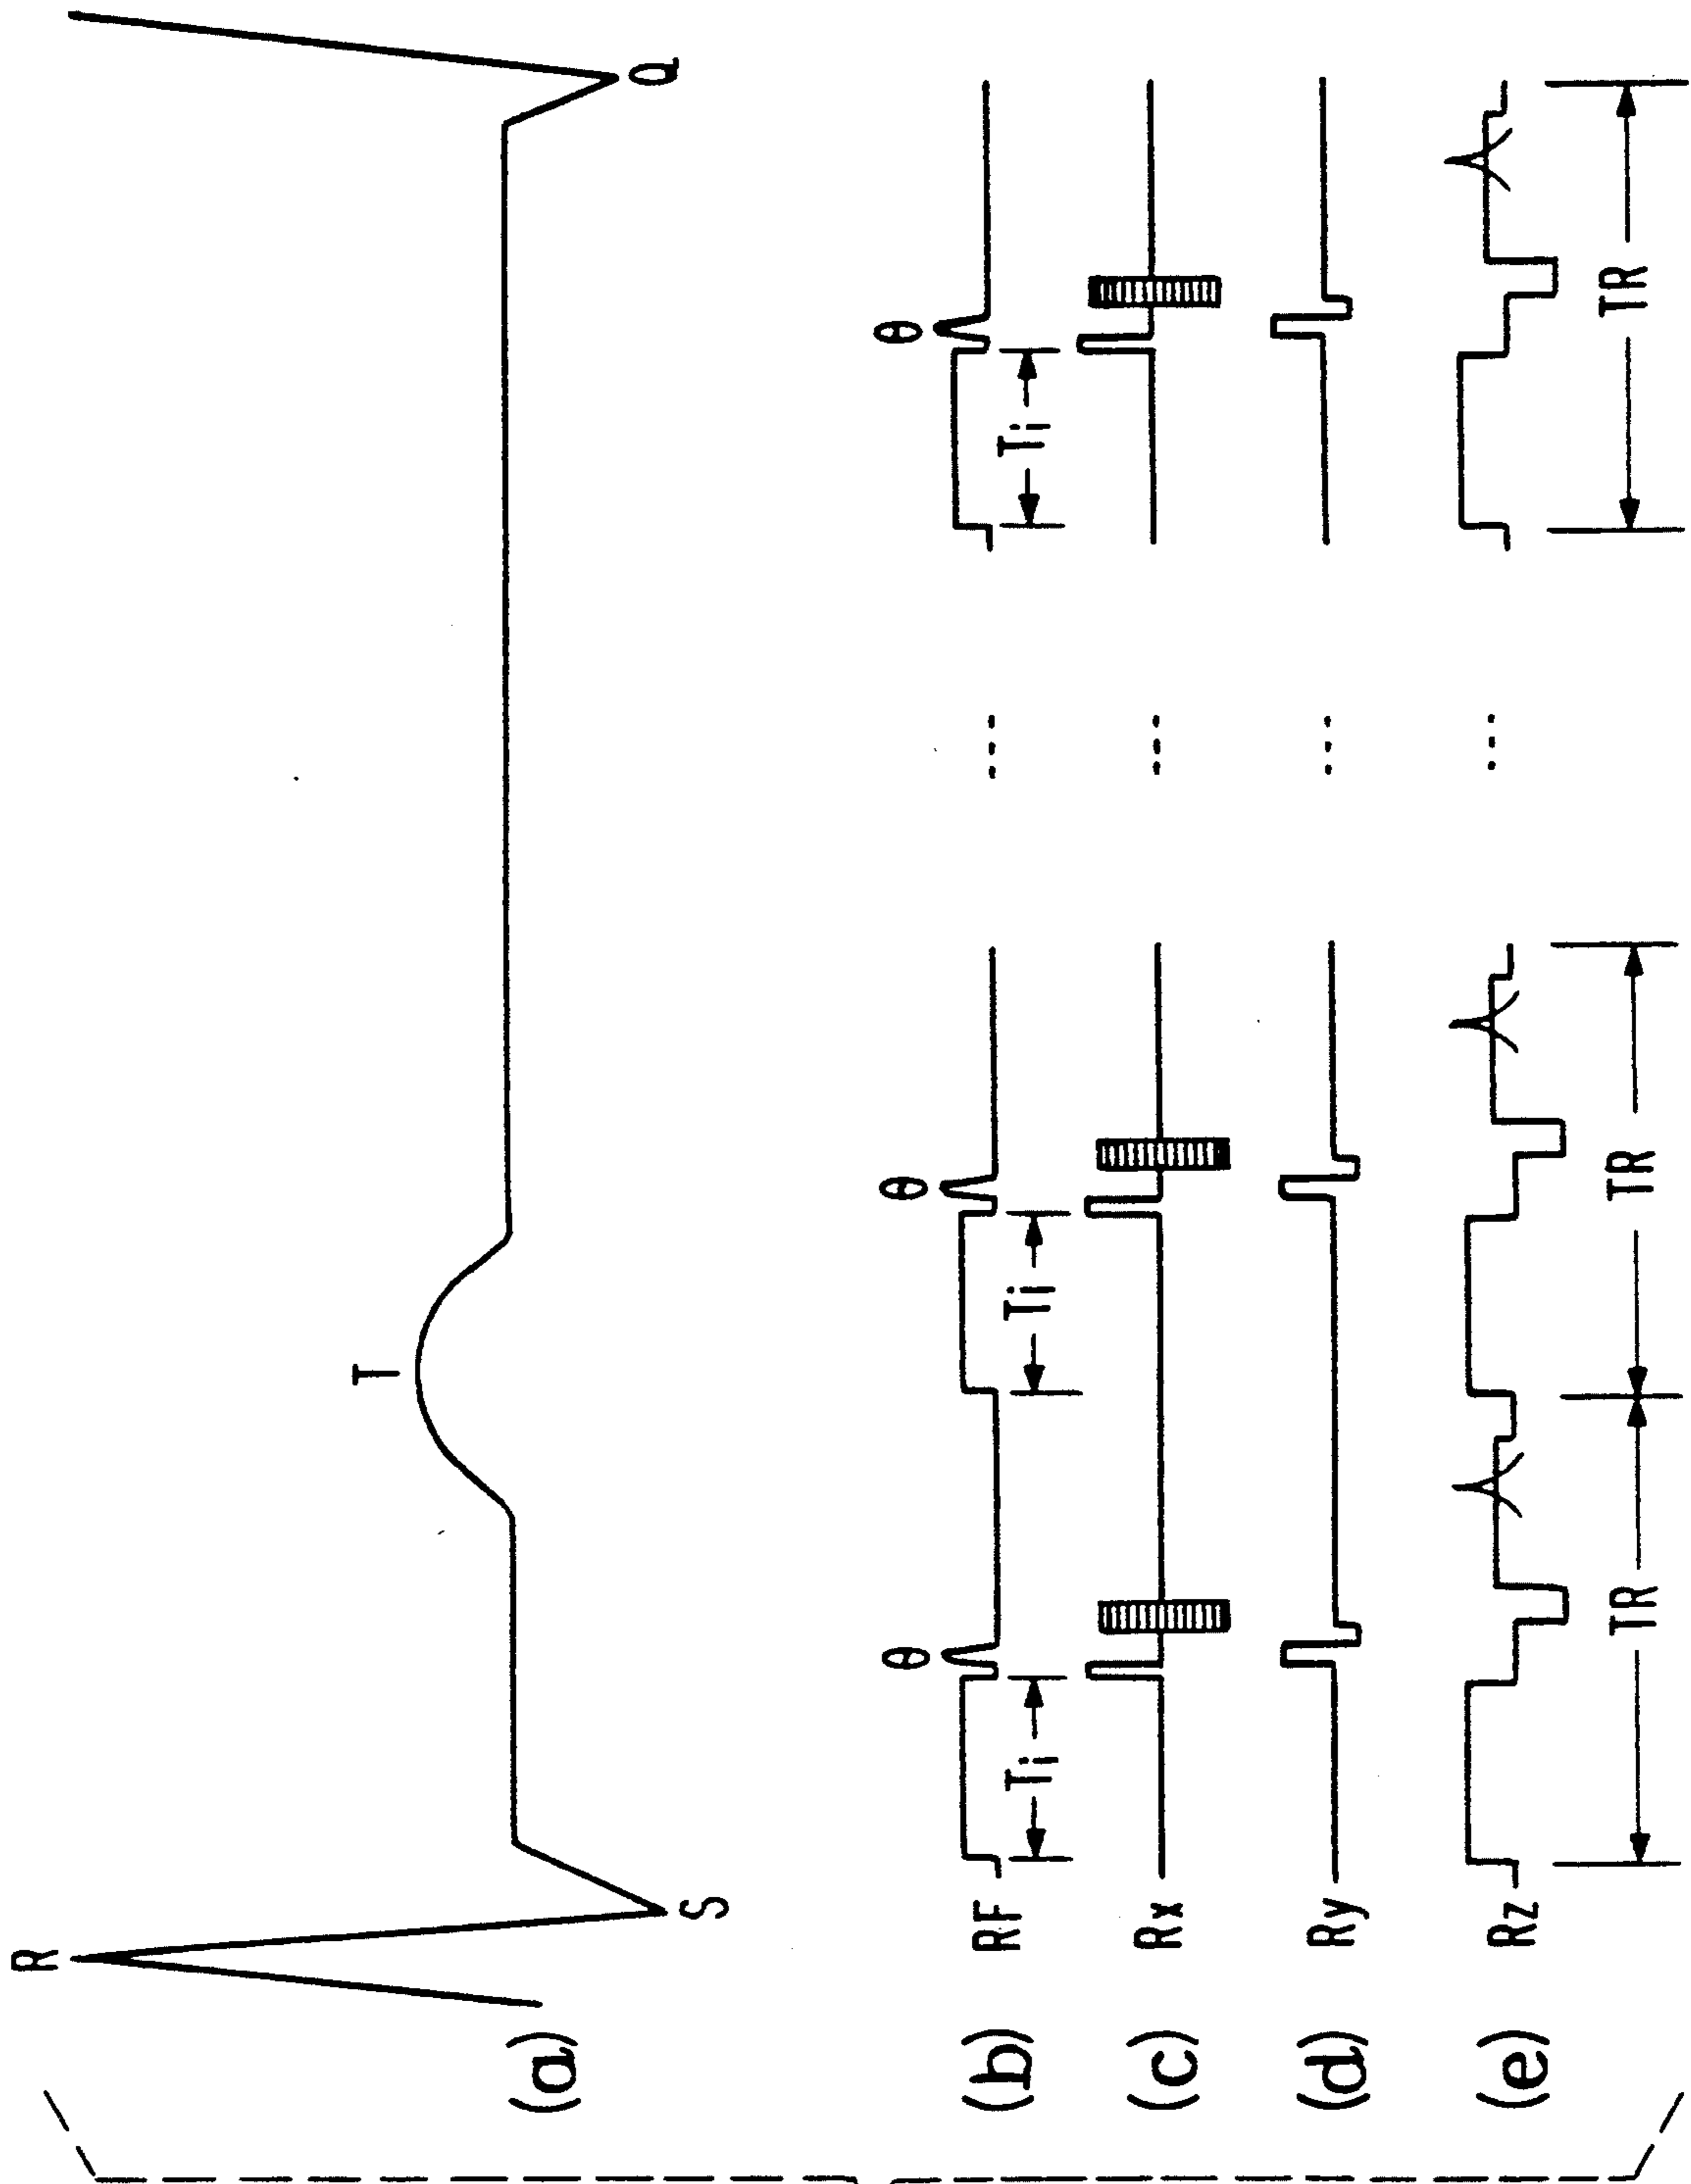 R
S
T
Q
(a)
(b) RF
θ θ θ
Ti Ti Ti
(c) Rx
(d) Ry
(e) Rz
TR TR TR